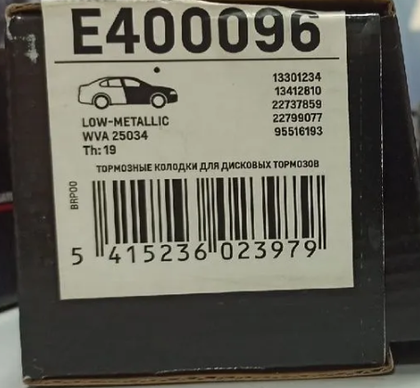 E400096
13301234
13412810
22737859
LOW-METALLIC
22799077
WVA 25034
95516193
Th: 19
ТОРМОЗНЫЕ КОЛОДКИ ДЛЯ ДИСКОВЫХ ТОРМОЗОВ
BRP00
5 415236 023979